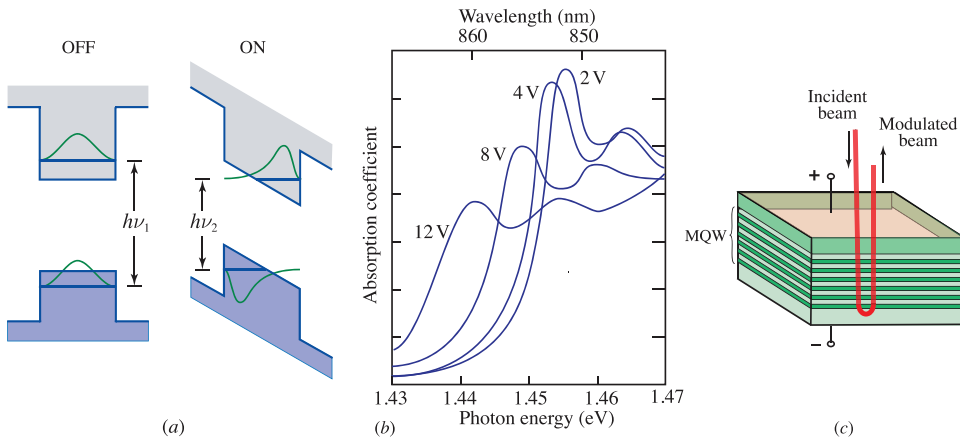 OFF
ON
hν1
hν2
(a)
Wavelength (nm)
860
850
2 V
4 V
8 V
12 V
Absorption coefficient
1.43
1.44
1.45
1.46
1.47
Photon energy (eV)
(b)
Incident
beam
Modulated
beam
+
MQW
–
(c)